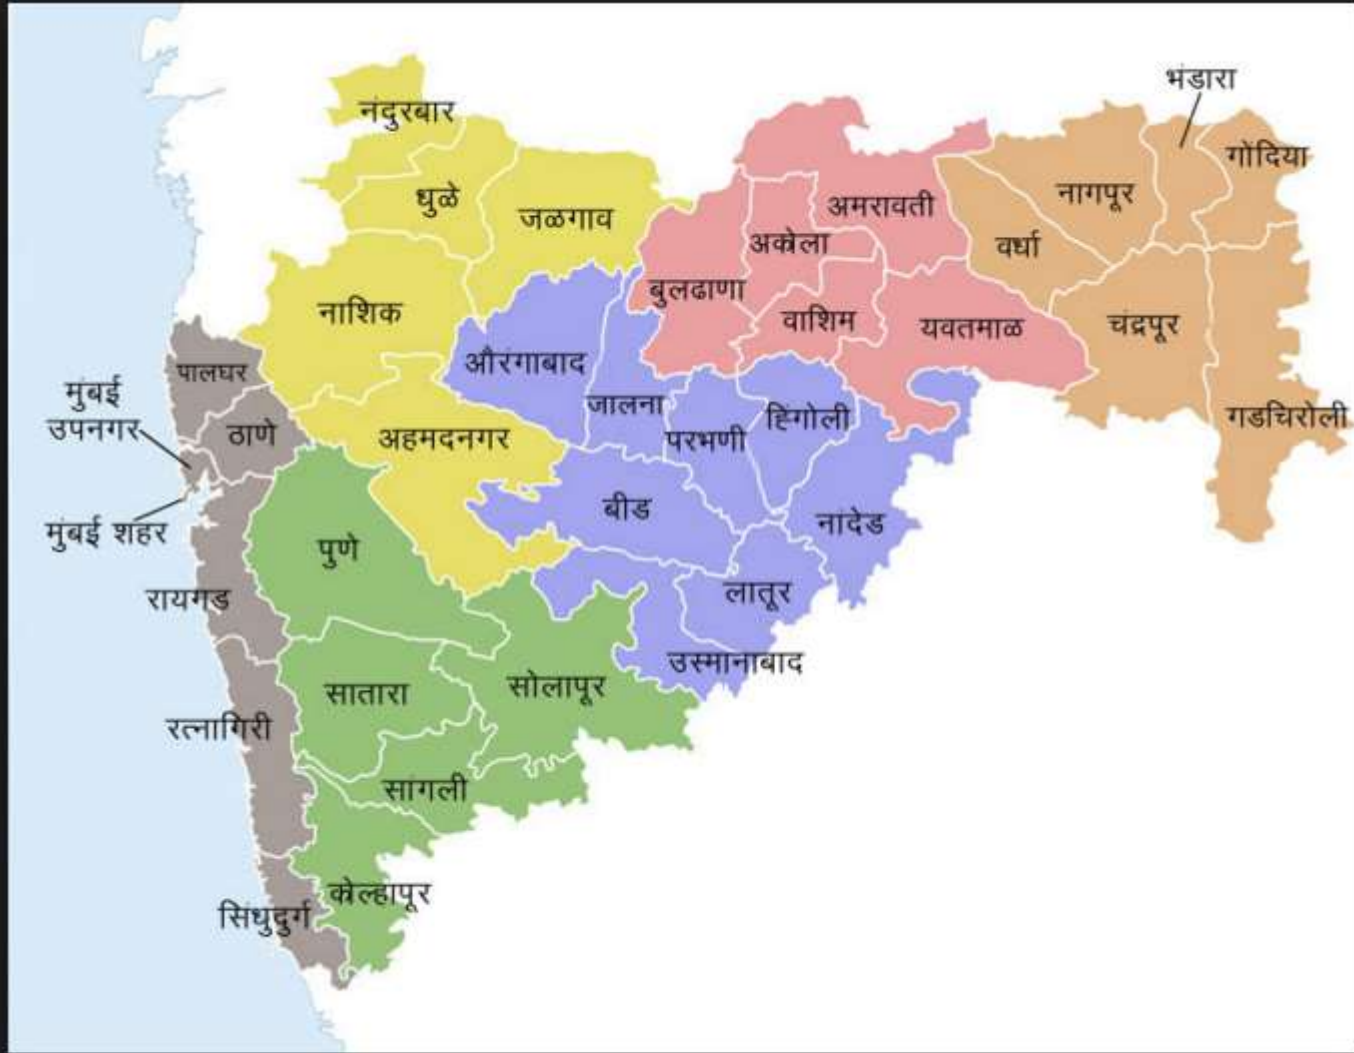 भंडारा
नंदुरबार
गोंदिया
नागपूर
धुळे
जळगाव
अमरावती
अकोला
वर्धा
बुलढाणा
नाशिक
वाशिम
यवतमाळ
चंद्रपूर
औरंगाबाद
पालघर
मुंबई
उपनगर
जालना
हिंगोली
गडचिरोली
ठाणे
अहमदनगर
परभणी
बीड
नांदेड
मुंबई शहर
पुणे
रायगड
लातूर
उस्मानाबाद
सातारा
सोलापूर
रत्नागिरी
सांगली
कोल्हापूर
सिंधुदुर्ग